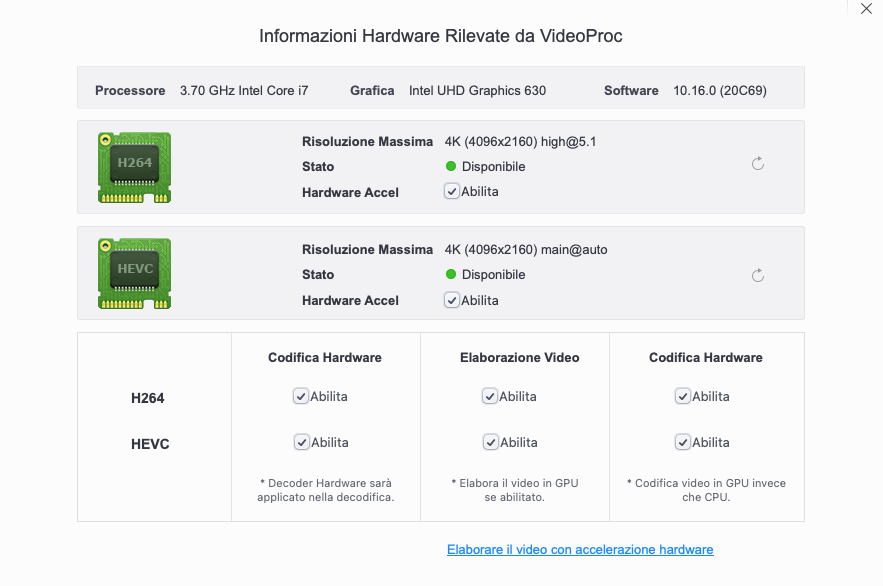 Informazioni Hardware Rilevate da VideoProc
Processore 3.70 GHz Intel Core i7 Grafica Intel UHD Graphics 630 Software 10.16.0 (20C69)
H264
Risoluzione Massima 4K (4096x2160) high@5.1
Stato Disponibile
Hardware Accel Abilita
HEVC
Risoluzione Massima 4K (4096x2160) main@auto
Stato Disponibile
Hardware Accel Abilita
Codifica Hardware Elaborazione Video Codifica Hardware
H264 Abilita Abilita Abilita
HEVC Abilita Abilita Abilita
* Decoder Hardware sarà * Elabora il video in GPU * Codifica video in GPU invece
applicato nella decodifica. se abilitato. che CPU.
Elaborare il video con accelerazione hardware